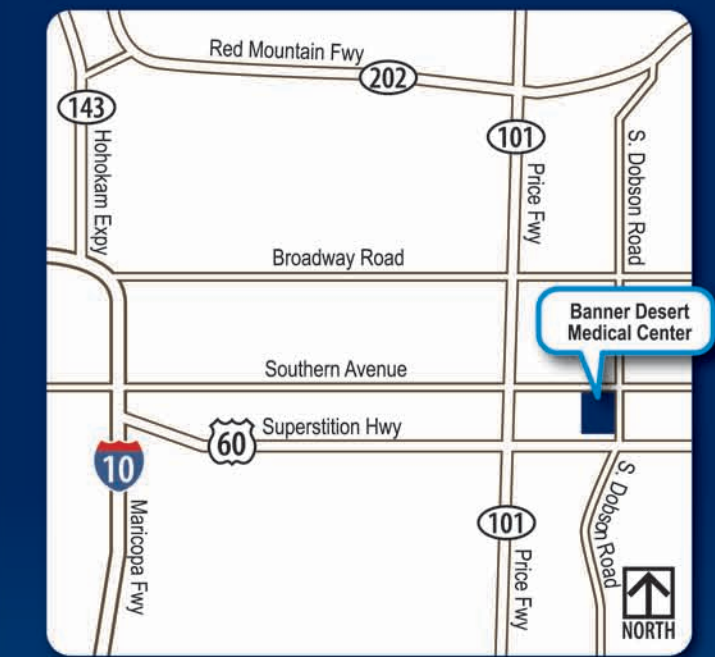 Red Mountain Fwy
202
143
101
Hohokam Expy
Price Fwy
S. Dobson Road
Broadway Road
Banner Desert
Medical Center
Southern Avenue
Superstition Hwy
60
10
Maricopa Fwy
101
Price Fwy
S. Dobson Road
NORTH